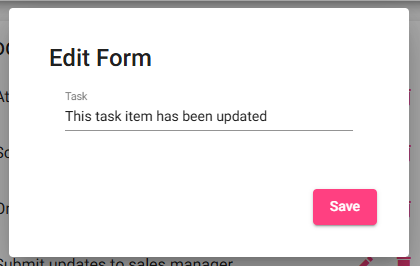 Edit Form
Task
This task item has been updated
Save
Submit updates to sales manager